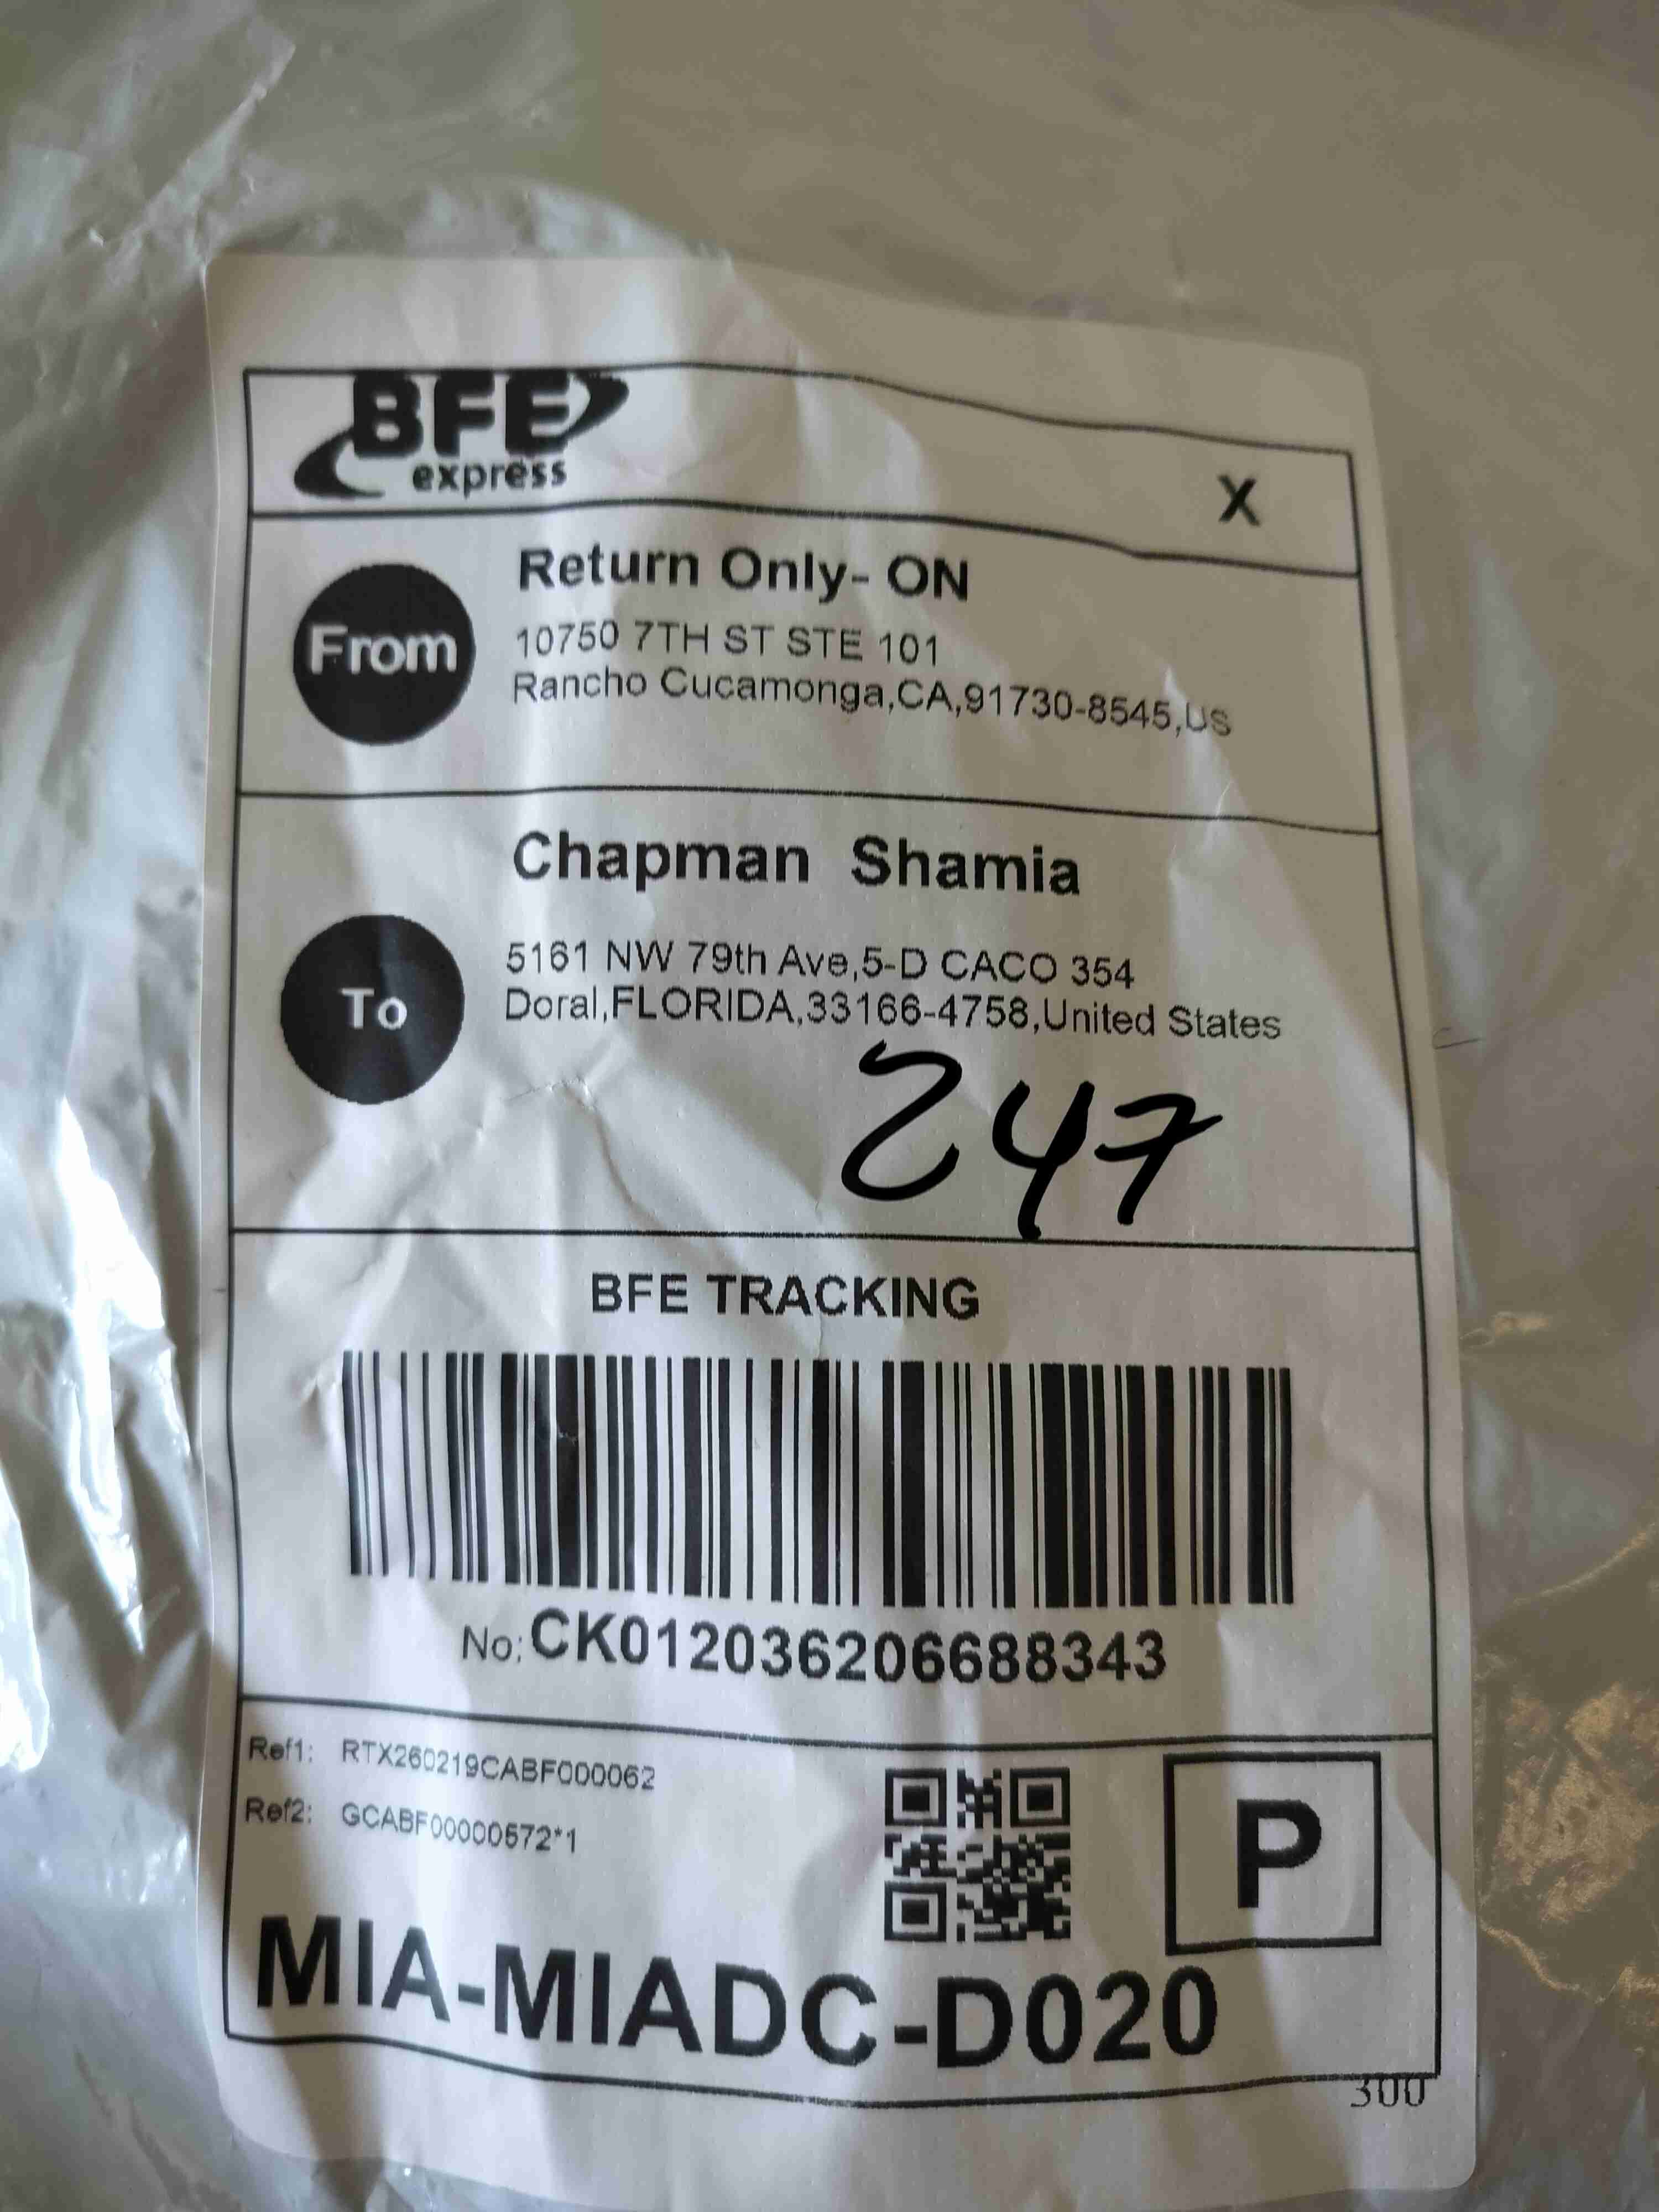 BFE
express
X
From
Return Only- ON
10750 7TH ST STE 101
Rancho Cucamonga,CA,91730-8545,US
To
Chapman Shamia
5161 NW 79th Ave,5-D CACO 354
Doral,FLORIDA,33166-4758,United States
247
BFE TRACKING
No:CK012036206688343
Ref1: RTX260219CABF000062
Ref2: GCABF00000572*1
P
MIA-MIADC-D020
300